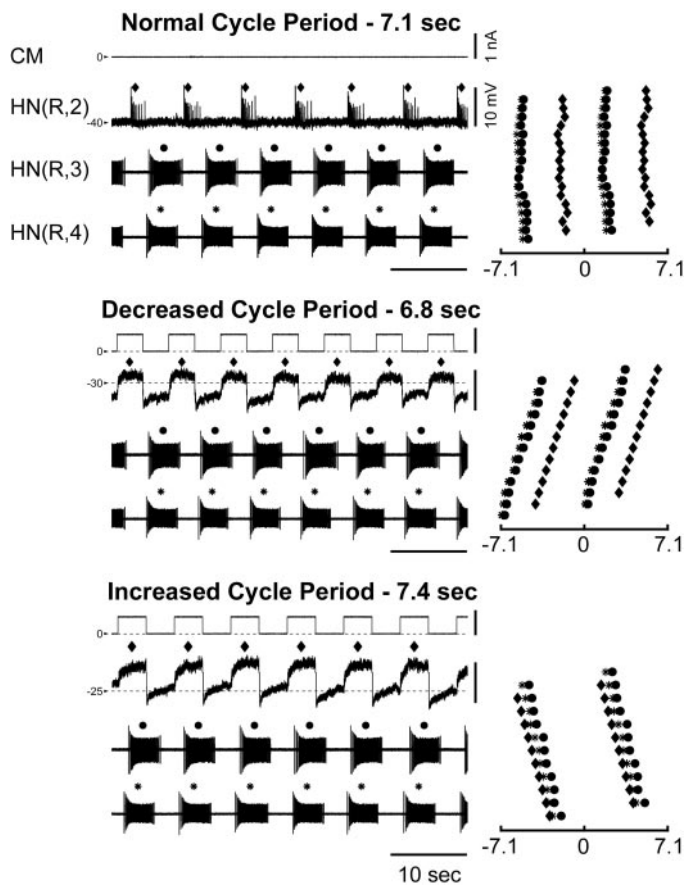 Normal Cycle Period - 7.1 sec
CM
0
1 nA
HN(R,2)
-40
10 mV
HN(R,3)
HN(R,4)
-7.1 0 7.1
Decreased Cycle Period - 6.8 sec
0
-30
-7.1 0 7.1
Increased Cycle Period - 7.4 sec
0
-25
-7.1 0 7.1
10 sec